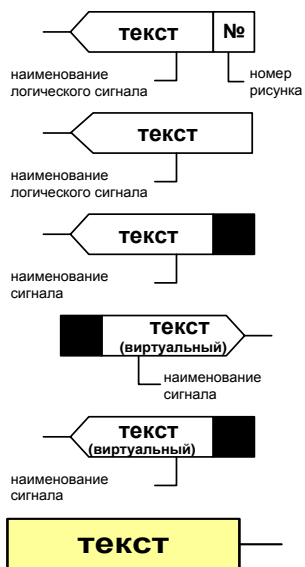 текст №
наименование
логического сигнала
номер
рисунка
текст
наименование
логического сигнала
текст
наименование
сигнала
текст
(виртуальный)
наименование
сигнала
текст
(виртуальный)
наименование
сигнала
текст